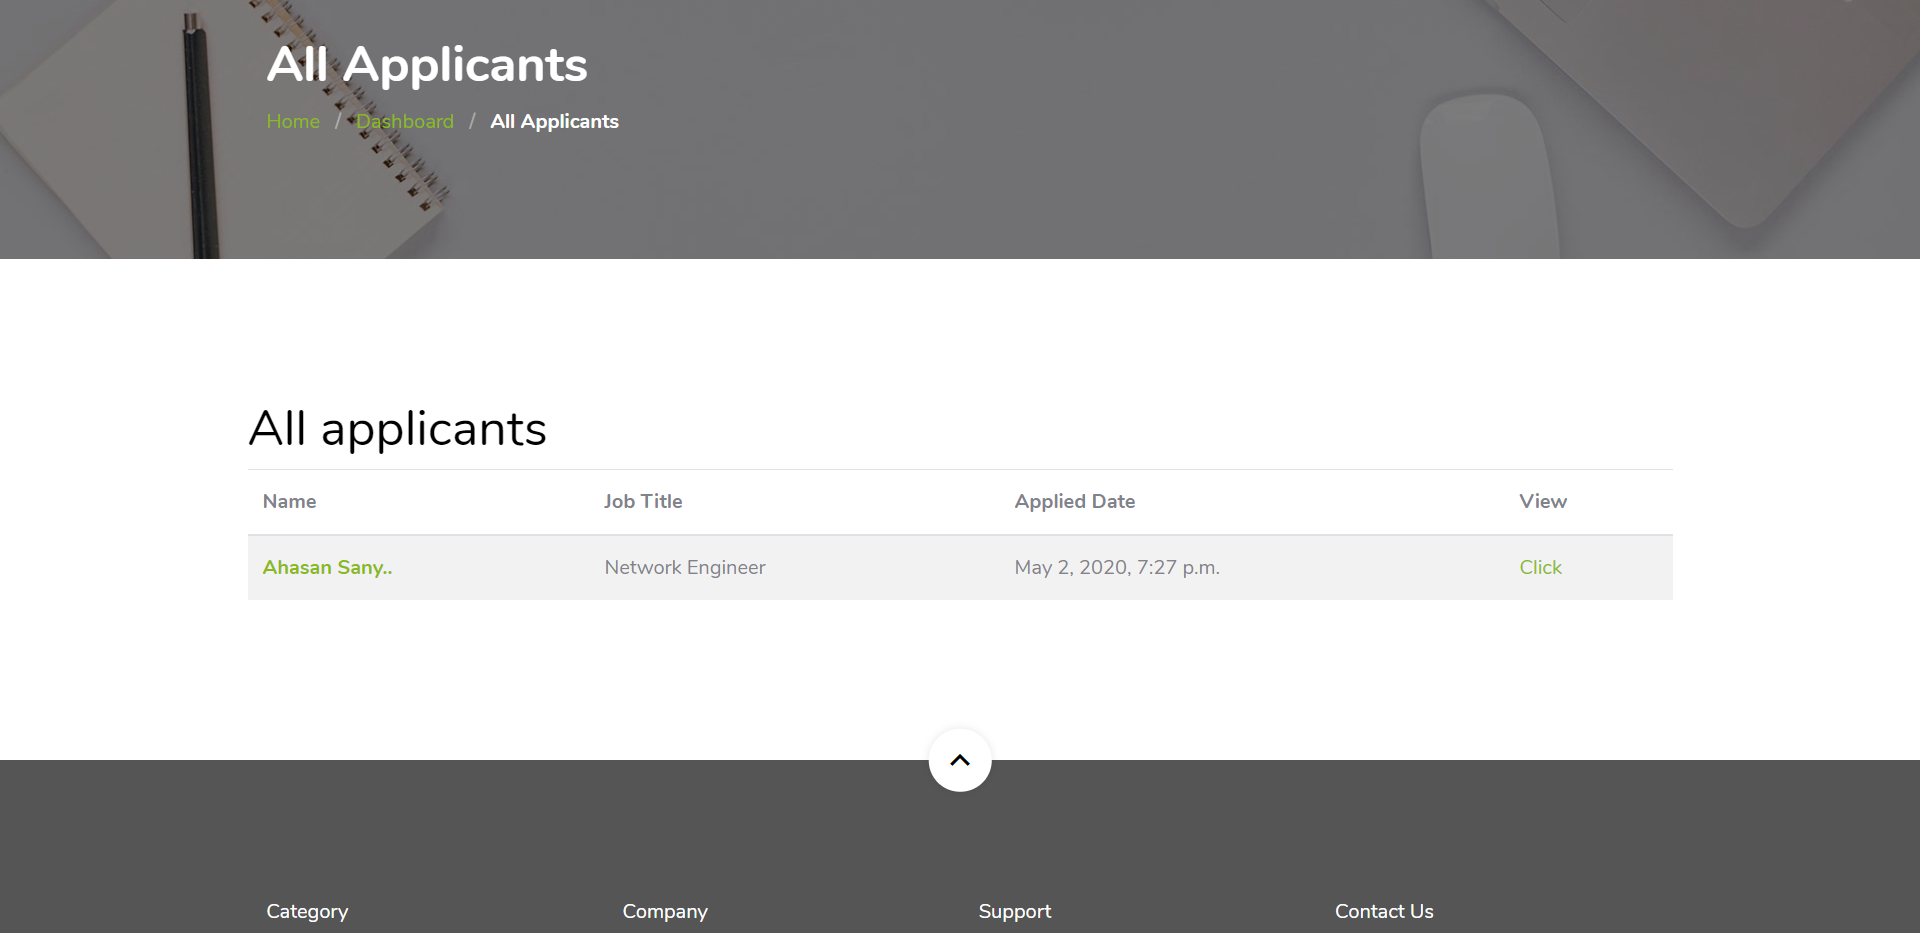 All Applicants
Home / Dashboard / All Applicants
All applicants
Name Job Title Applied Date View
Ahasan Sany.. Network Engineer May 2, 2020, 7:27 p.m. Click
Category Company Support Contact Us